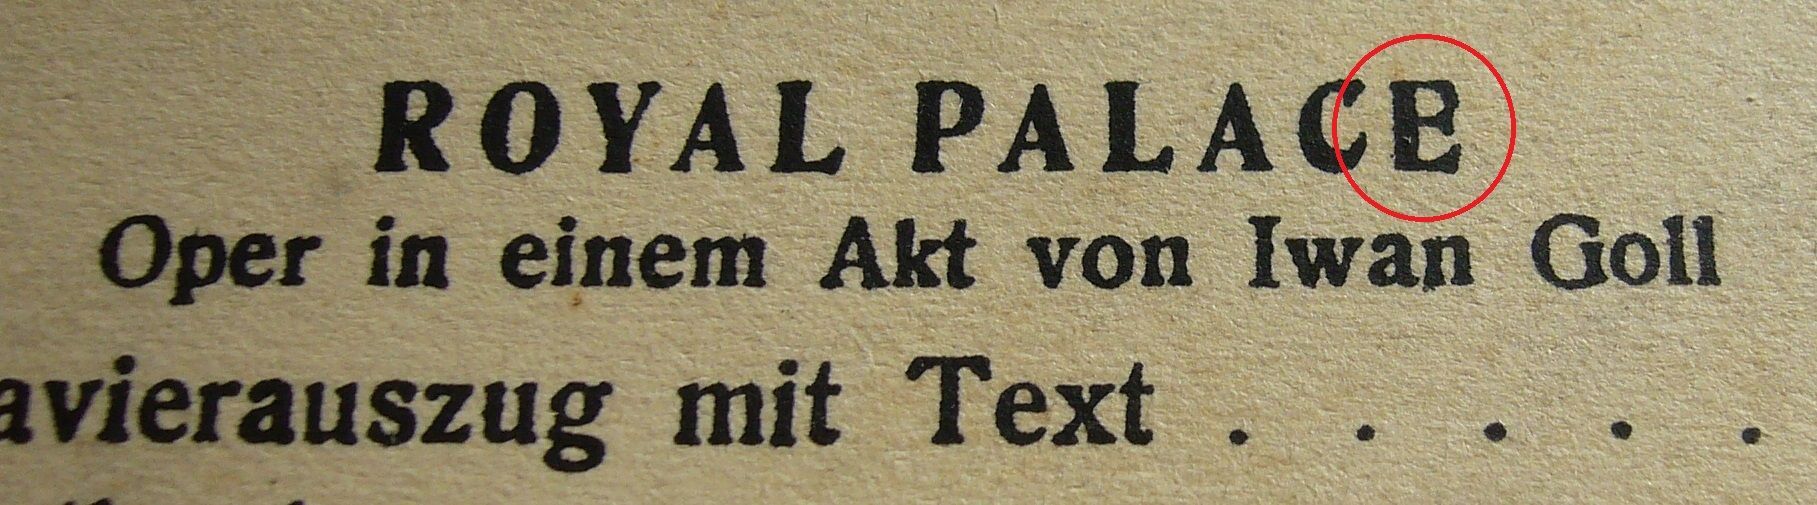 ROYAL PALACE
Oper in einem Akt von Iwan Goll
avierauszug mit Text . . . . .